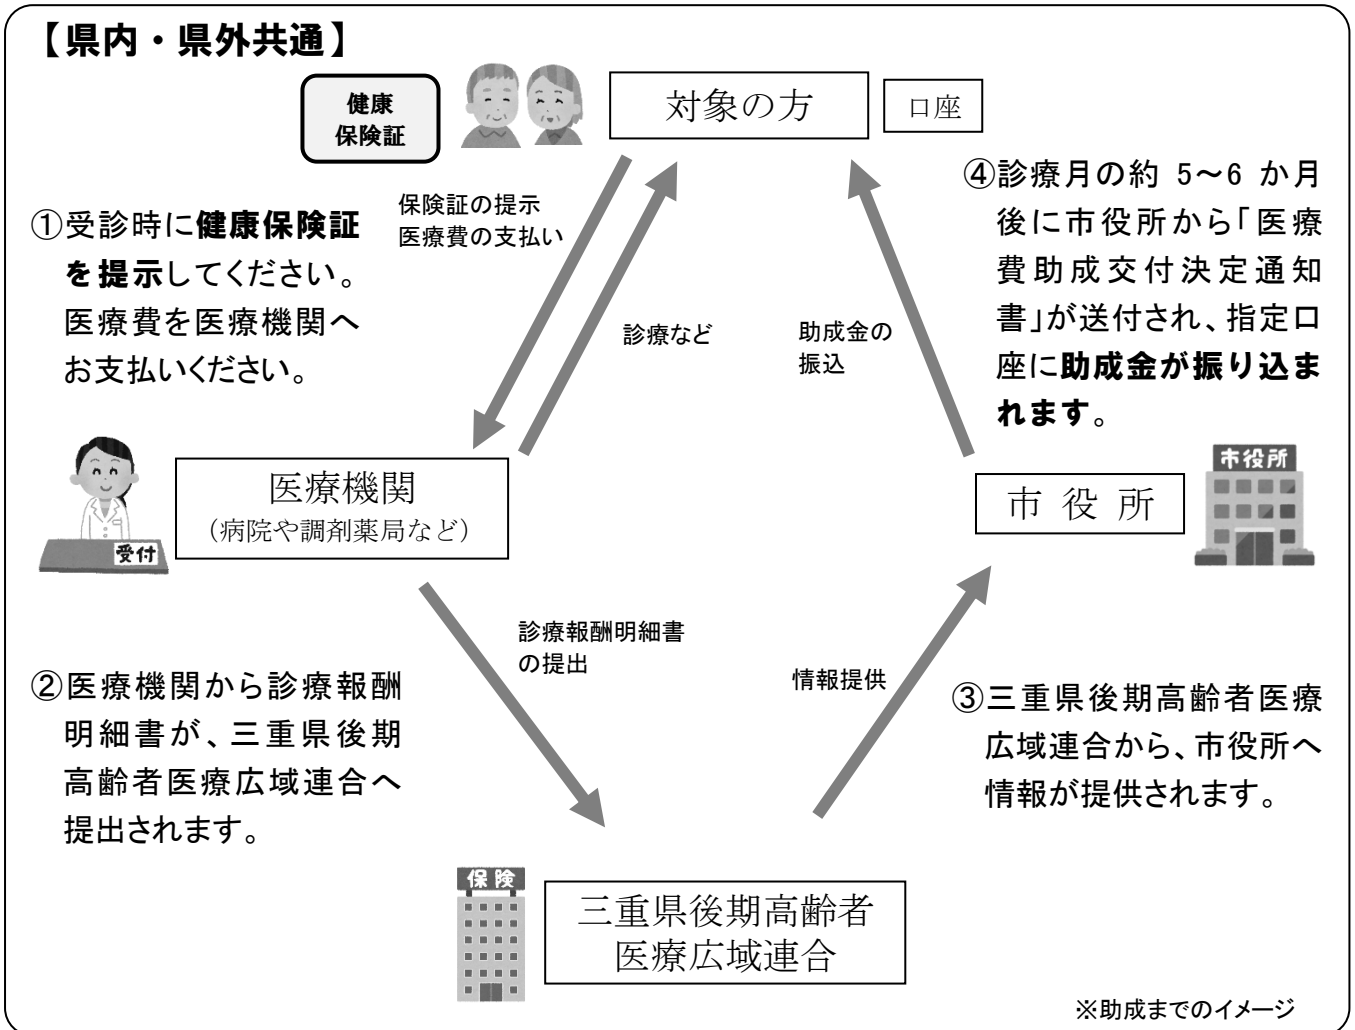 【県内・県外共通】
健康
保険証
対象の方
口座
①受診時に健康保険証
を提示してください。
医療費を医療機関へ
お支払いください。
保険証の提示
医療費の支払い
診療など
助成金の
振込
④診療月の約 5～6 か月
後に市役所から「医療
費助成交付決定通知
書」が送付され、指定口
座に助成金が振り込ま
れます。
受付
医療機関
（病院や調剤薬局など）
市 役 所
市役所
診療報酬明細書
の提出
情報提供
②医療機関から診療報酬
明細書が、三重県後期
高齢者医療広域連合へ
提出されます。
③三重県後期高齢者医療
広域連合から、市役所へ
情報が提供されます。
保険
三重県後期高齢者
医療広域連合
※助成までのイメージ